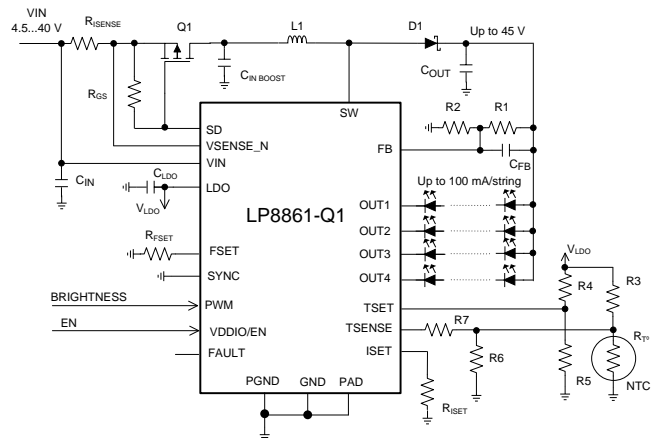 VIN
4.5...40 V
RISENSE
Q1
L1
D1
Up to 45 V
CIN BOOST
COUT
RGS
R2
R1
SW
SD
VSENSE_N
VIN
FB
CFB
CIN
CLDO
LDO
VLDO
Up to 100 mA/string
LP8861-Q1
OUT1
OUT2
OUT3
OUT4
RFSET
FSET
SYNC
VLDO
R4
R3
BRIGHTNESS
PWM
TSET
EN
VDDIO/EN
TSENSE
R7
RT°
FAULT
ISET
R6
R5
NTC
PGND
GND
PAD
RISET